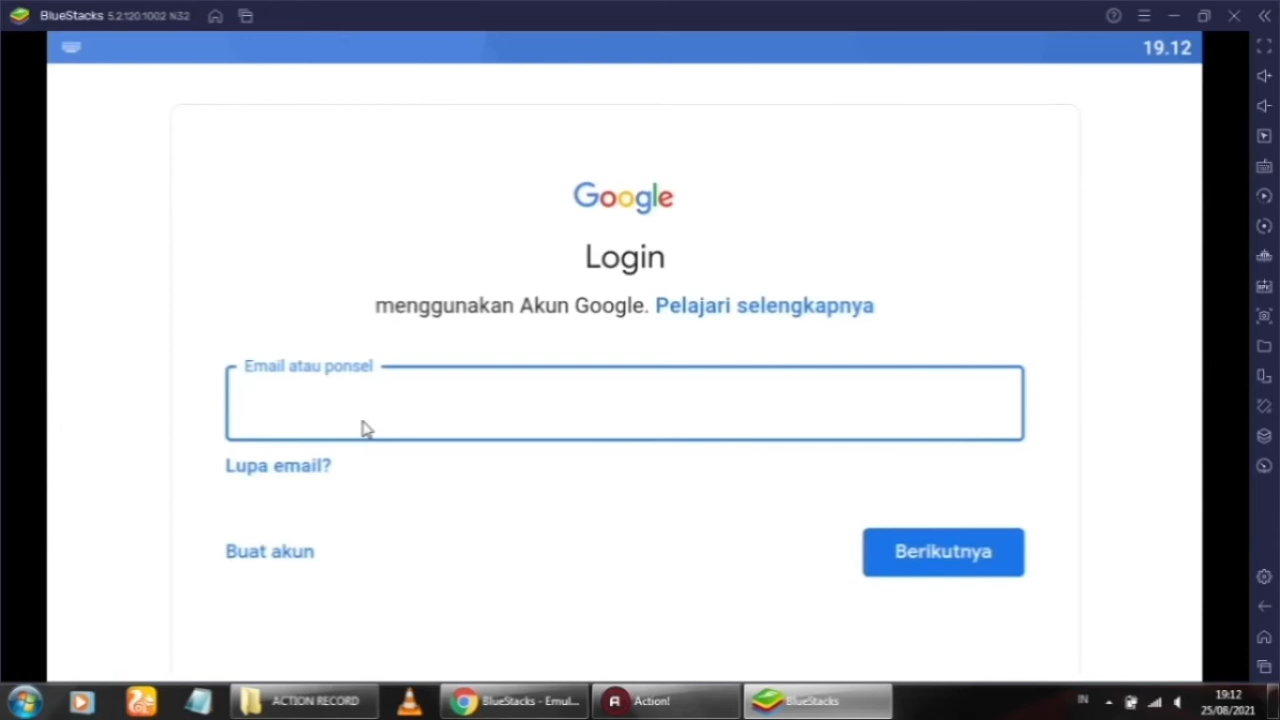 BlueStacks 5.2.120.1002 N32
19.12
Google
Login
menggunakan Akun Google. Pelajari selengkapnya
Email atau ponsel
Lupa email?
Buat akun
Berikutnya
ACTION RECORD
BlueStacks - Emul...
Action!
BlueStacks
IN
19:12
25/08/2021